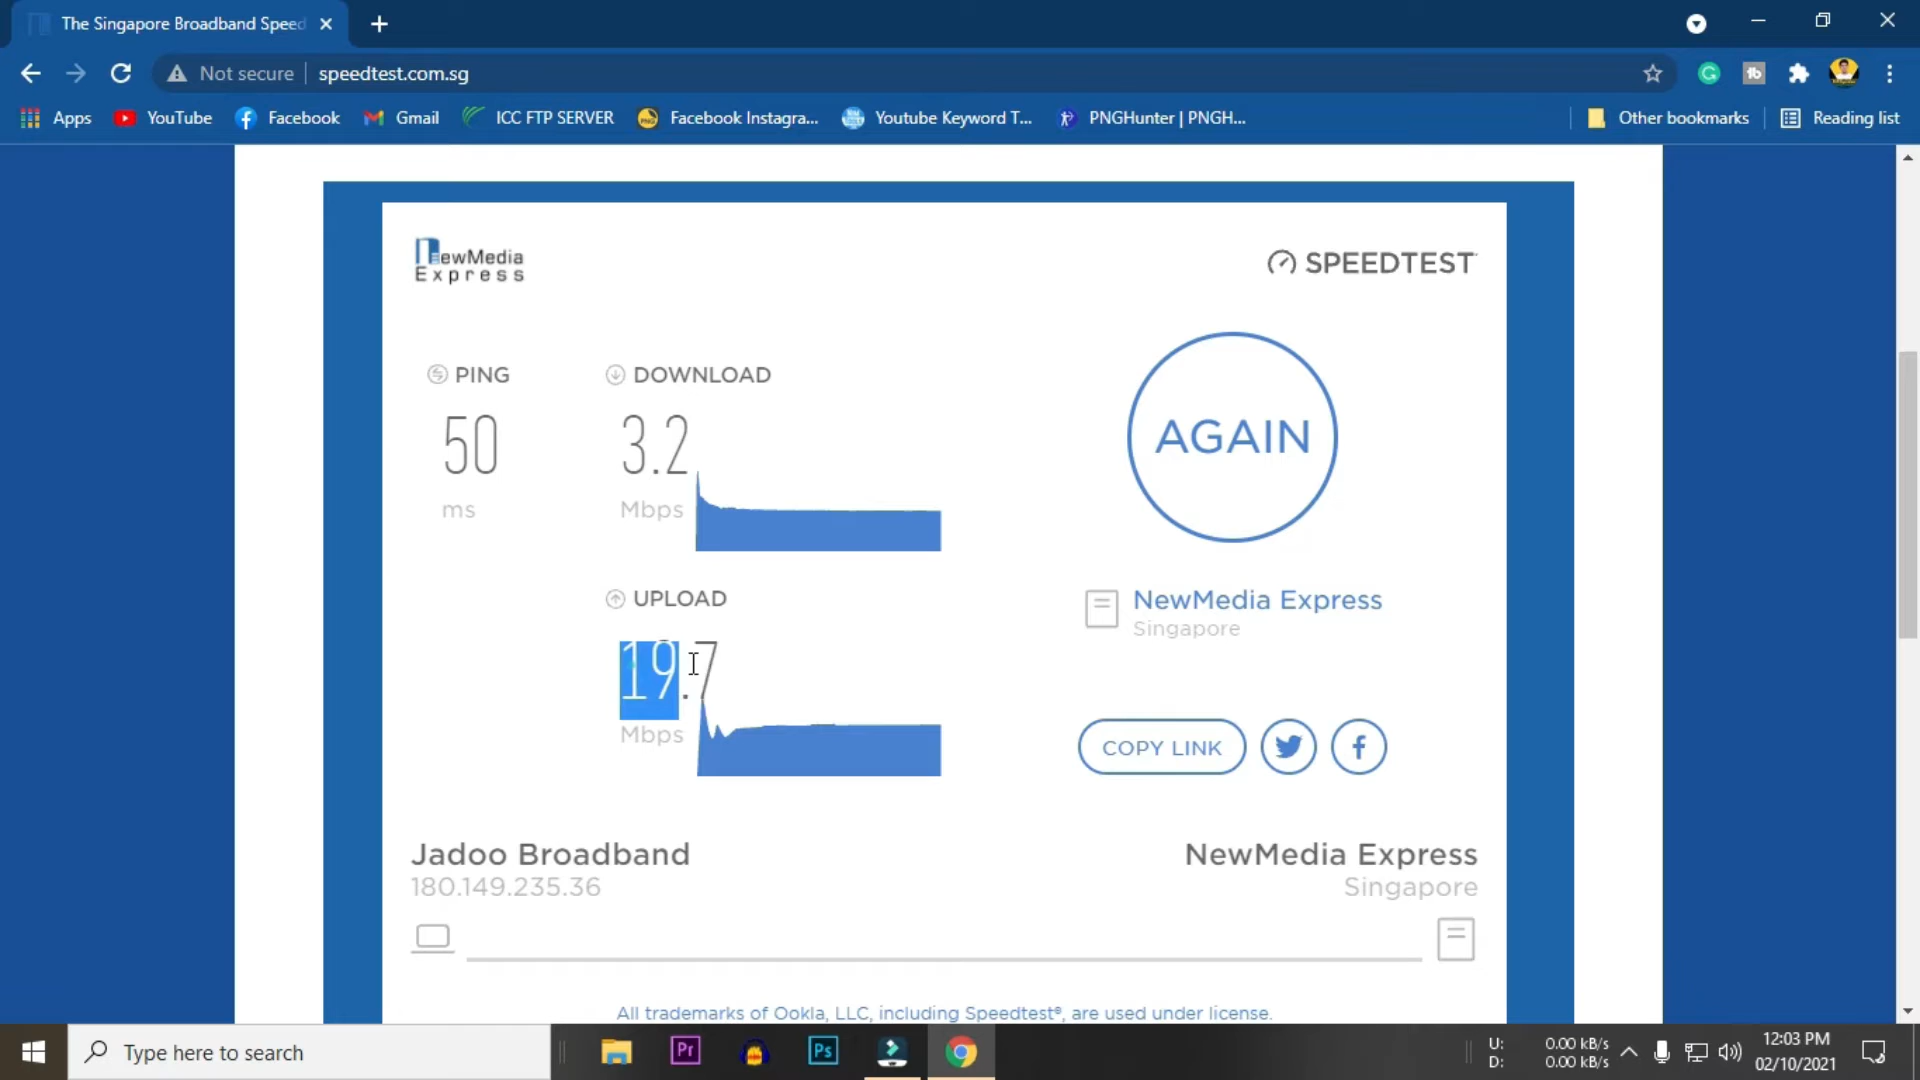 The Singapore Broadband Speed
Not secure
speedtest.com.sg
Apps
YouTube
Facebook
Gmail
ICC FTP SERVER
Facebook Instagra...
Youtube Keyword T...
PNGHunter | PNGH...
Other bookmarks
Reading list
NewMedia
Express
SPEEDTEST
PING
DOWNLOAD
50
3.2
ms
Mbps
AGAIN
UPLOAD
19.7
Mbps
NewMedia Express
Singapore
COPY LINK
Jadoo Broadband
180.149.235.36
NewMedia Express
Singapore
All trademarks of Ookla, LLC, including Speedtest®, are used under license.
Type here to search
Pr
Ps
U: 0.00 kB/s
D: 0.00 kB/s
12:03 PM
02/10/2021